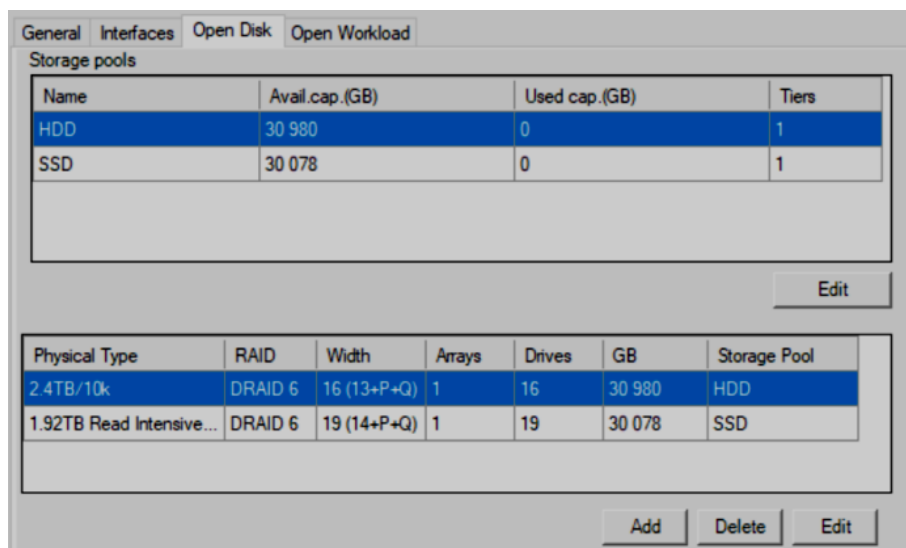 General Interfaces Open Disk Open Workload
Storage pools
Name Avail.cap.(GB) Used cap.(GB) Tiers
HDD 30 980 0 1
SSD 30 078 0 1
Edit
Physical Type RAID Width Arrays Drives GB Storage Pool
2.4TB/10k DRAID 6 16 (13+P+Q) 1 16 30 980 HDD
1.92TB Read Intensive... DRAID 6 19 (14+P+Q) 1 19 30 078 SSD
Add Delete Edit